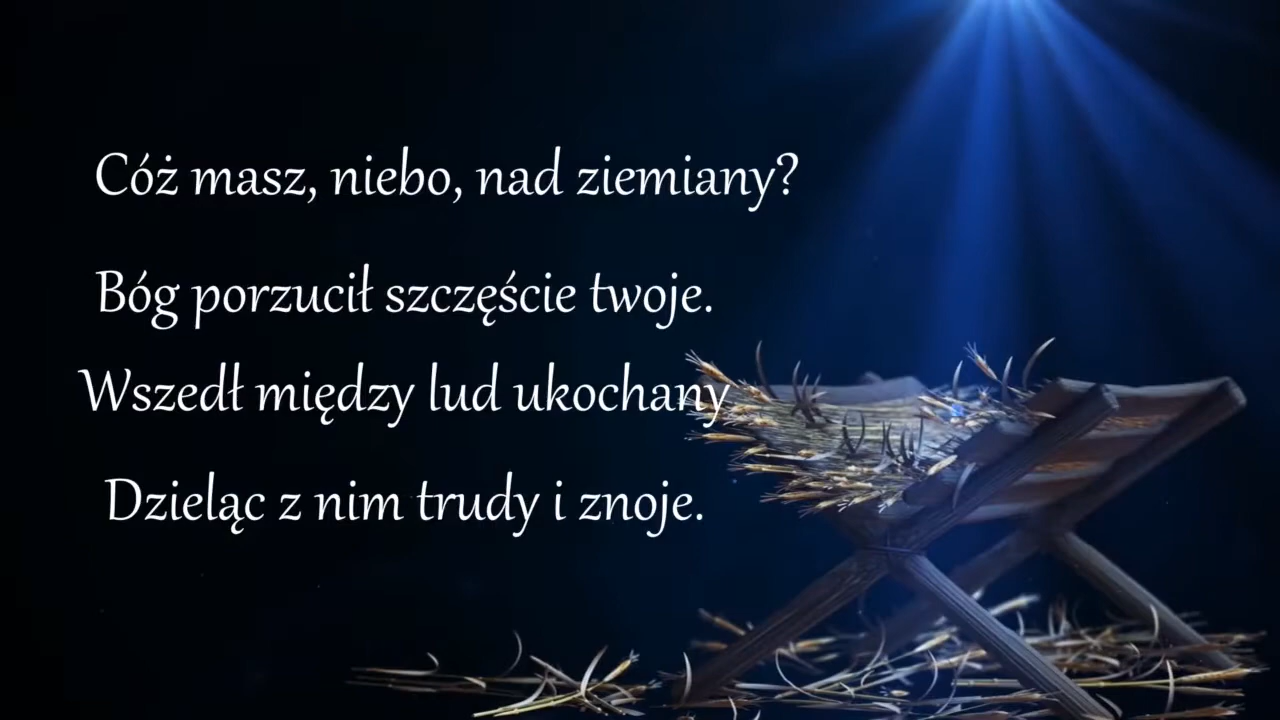 Cóż masz, niebo, nad ziemiany?
Bóg porzucił szczęście twoje.
Wszedł między lud ukochany
Dzieląc z nim trudy i znoje.